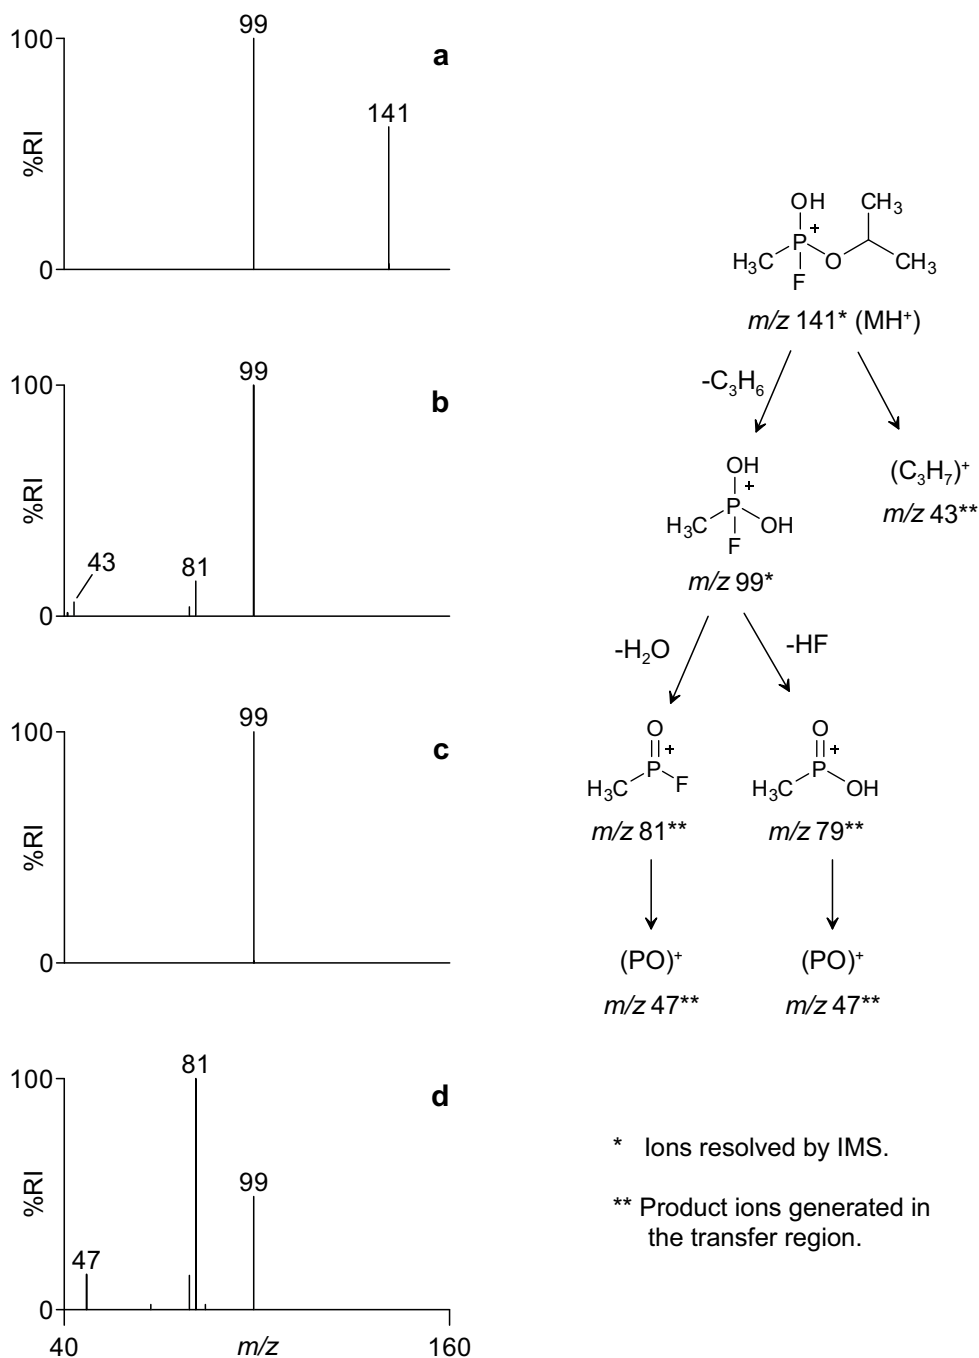 99
100
a
141
%RI
0
99
100
b
43
81
%RI
0
99
100
c
%RI
0
81
100
d
99
%RI
47
0
40
m/z
160
OH
CH₃
P
+
H₃C
O
CH₃
F
m/z 141* (MH⁺)
-C₃H₆
OH
+
P
H₃C
OH
F
m/z 99*
(C₃H₇)⁺
m/z 43**
-H₂O
-HF
O
+
P
H₃C
F
m/z 81**
O
+
P
H₃C
OH
m/z 79**
(PO)⁺
m/z 47**
(PO)⁺
m/z 47**
* Ions resolved by IMS.
** Product ions generated in
the transfer region.